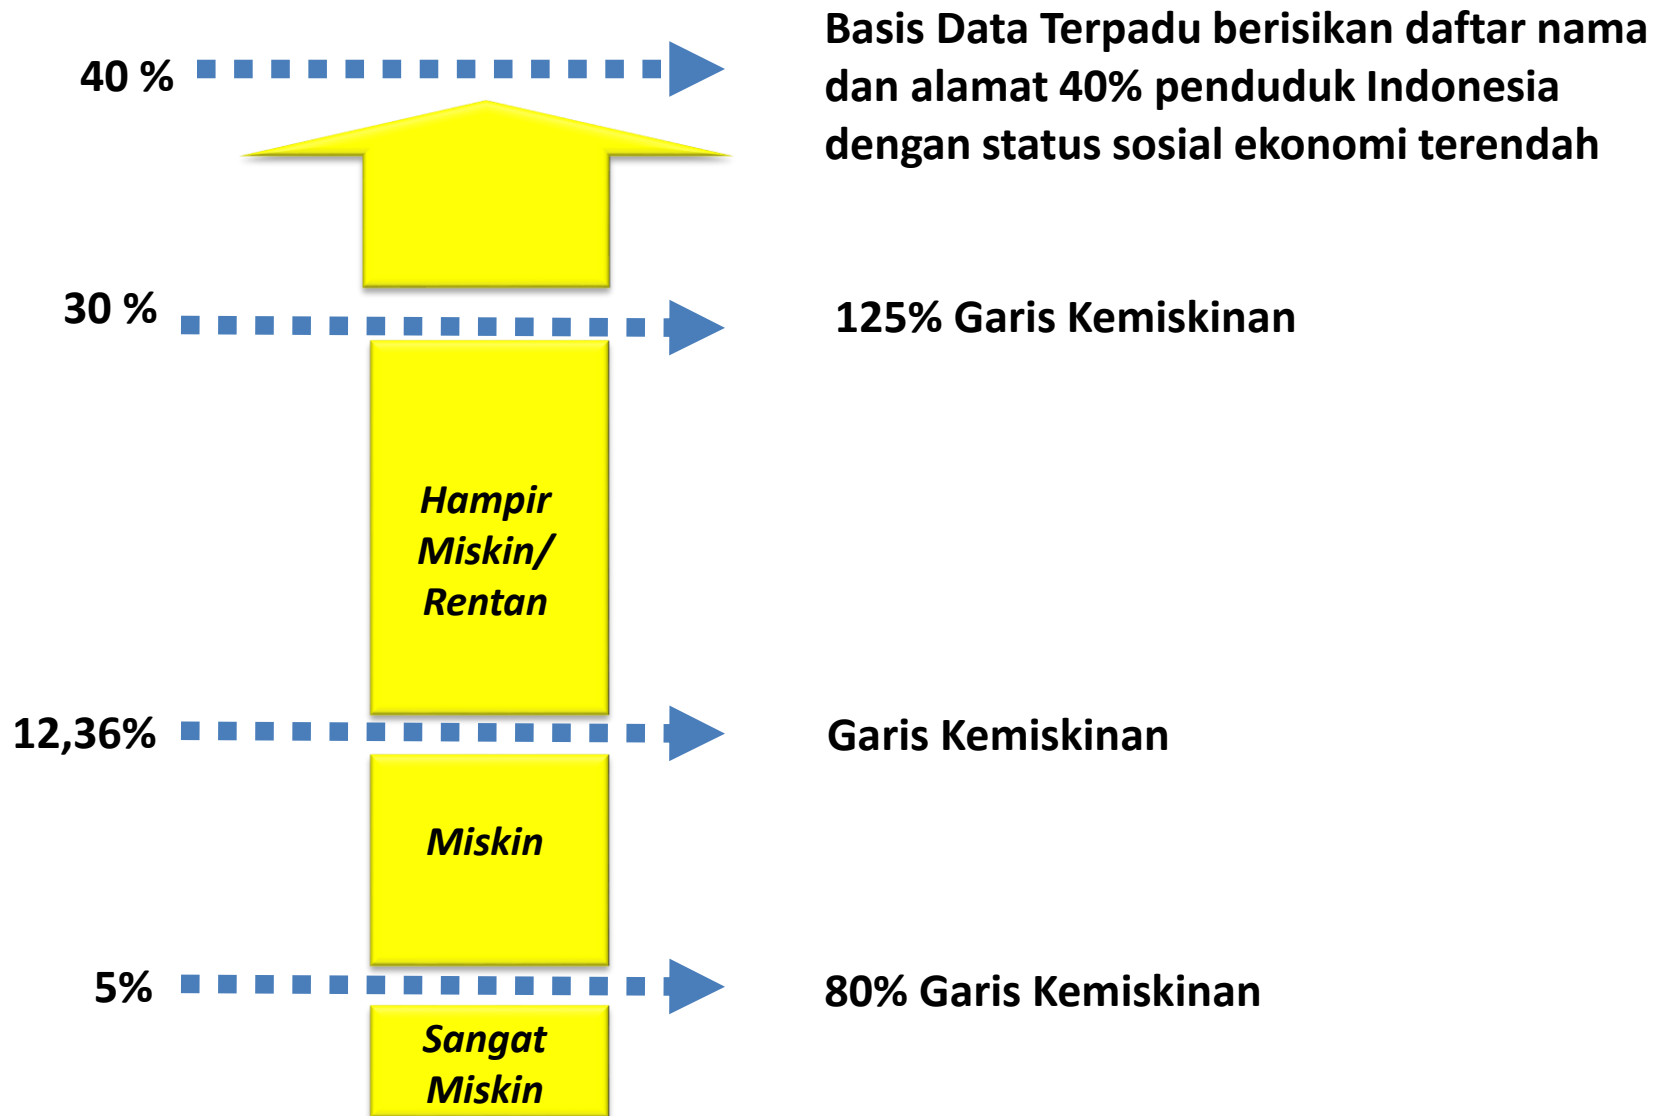 40 %
Basis Data Terpadu berisikan daftar nama
dan alamat 40% penduduk Indonesia
dengan status sosial ekonomi terendah
30 %
125% Garis Kemiskinan
Hampir
Miskin/
Rentan
12,36%
Garis Kemiskinan
Miskin
5%
80% Garis Kemiskinan
Sangat
Miskin